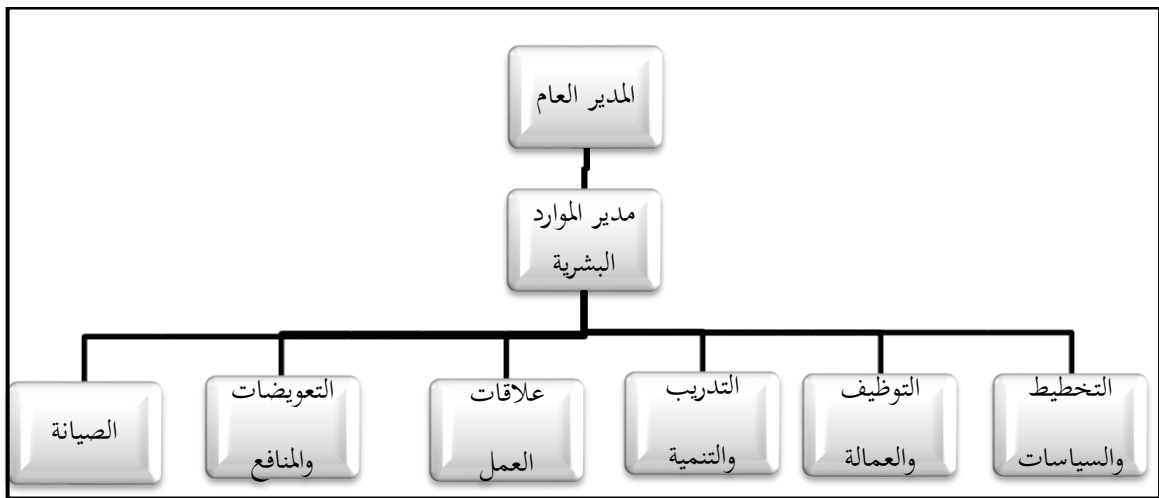 المدير العام
مدير الموارد
البشرية
التخطيط
والسياسات
التوظيف
والعمالة
التدريب
والتنمية
علاقات
العمل
التعويضات
والمنافع
الصيانة